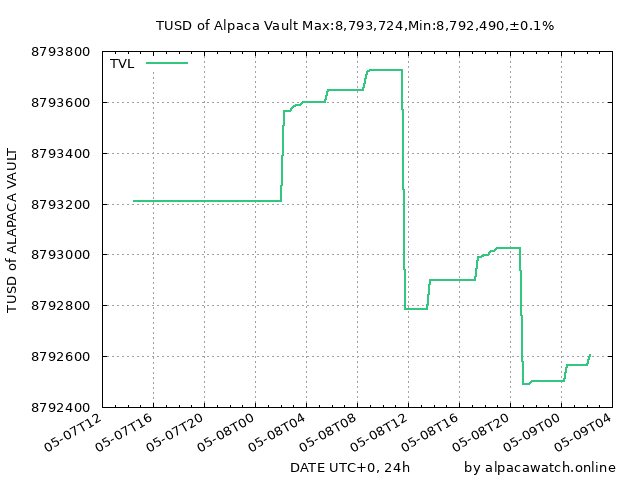 TUSD of Alpaca Vault Max:8,793,724,Min:8,792,490,±0.1%
TVL
8793800
8793600
8793400
8793200
8793000
8792800
8792600
8792400
TUSD of ALAPACA VAULT
05-07T12
05-07T16
05-07T20
05-08T00
05-08T04
05-08T08
05-08T12
05-08T16
05-08T20
05-09T00
05-09T04
DATE UTC+0, 24h
by alpacawatch.online